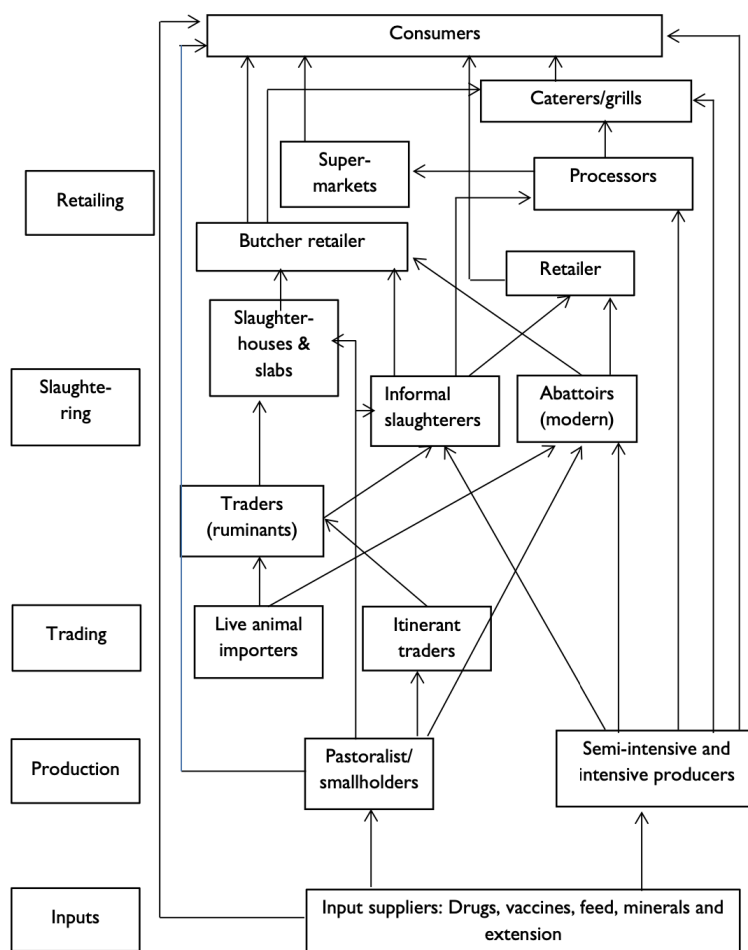 Consumers
Caterers/grills
Super-
markets
Processors
Retailing
Butcher retailer
Retailer
Slaughter-
houses &
slabs
Slaughte-
ring
Informal
slaughterers
Abattoirs
(modern)
Traders
(ruminants)
Trading
Live animal
importers
Itinerant
traders
Production
Pastoralist/
smallholders
Semi-intensive and
intensive producers
Inputs
Input suppliers: Drugs, vaccines, feed, minerals and
extension